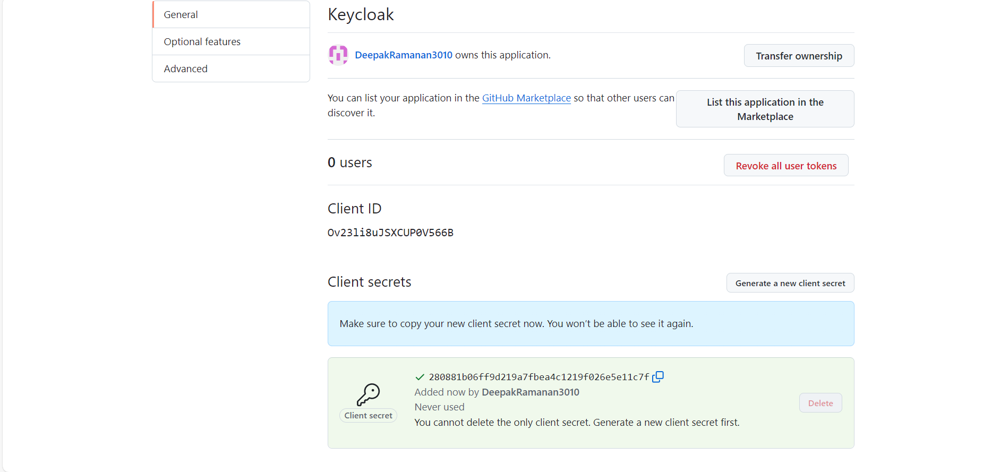 General
Optional features
Advanced
Keycloak
DeepakRamanan3010 owns this application.
Transfer ownership
You can list your application in the GitHub Marketplace so that other users can
discover it.
List this application in the
Marketplace
0 users
Revoke all user tokens
Client ID
Ov23li8uJSXCUP0V566B
Client secrets
Generate a new client secret
Make sure to copy your new client secret now. You won’t be able to see it again.
280881b06ff9d219a7fbea4c1219f026e5e11c7f
Added now by DeepakRamanan3010
Never used
You cannot delete the only client secret. Generate a new client secret first.
Client secret
Delete